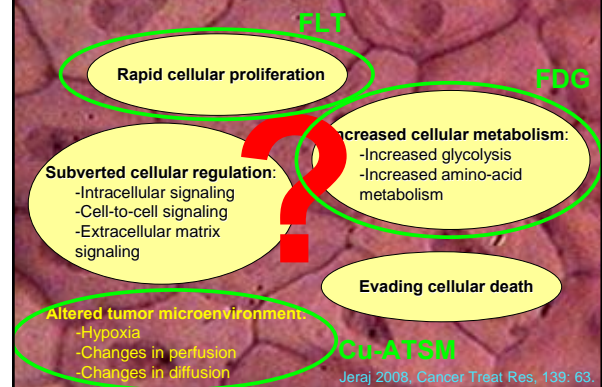 FLT
Rapid cellular proliferation
FDG
Increased cellular metabolism:
-Increased glycolysis
-Increased amino-acid
metabolism
Subverted cellular regulation:
-Intracellular signaling
-Cell-to-cell signaling
-Extracellular matrix
signaling
?
Evading cellular death
Altered tumor microenvironment:
-Hypoxia
-Changes in perfusion
-Changes in diffusion
Cu-ATSM
Jeraj 2008, Cancer Treat Res, 139: 63.